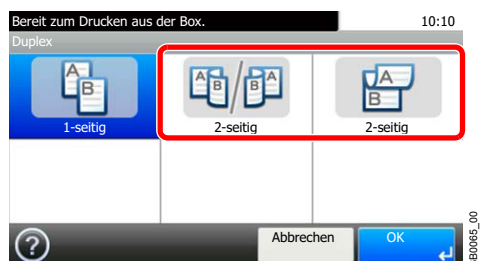 Bereit zum Drucken aus der Box. 10:10
Duplex
A B
A B / B A
A B
1-seitig 2-seitig 2-seitig
? Abbrechen OK
B0065_00